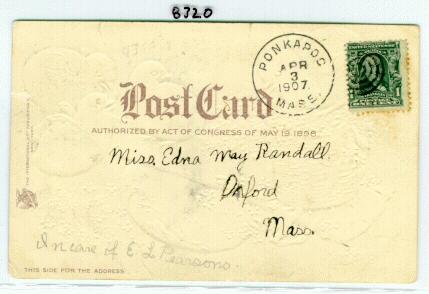 8320
PONKAPOG
APR
3
1907
MASS.
Post Card
AUTHORIZED BY ACT OF CONGRESS OF MAY 19, 1898.
Miss. Edna May Randall.
Oxford
Mass.
In care of E. L. Pearsons.
THIS SIDE FOR THE ADDRESS